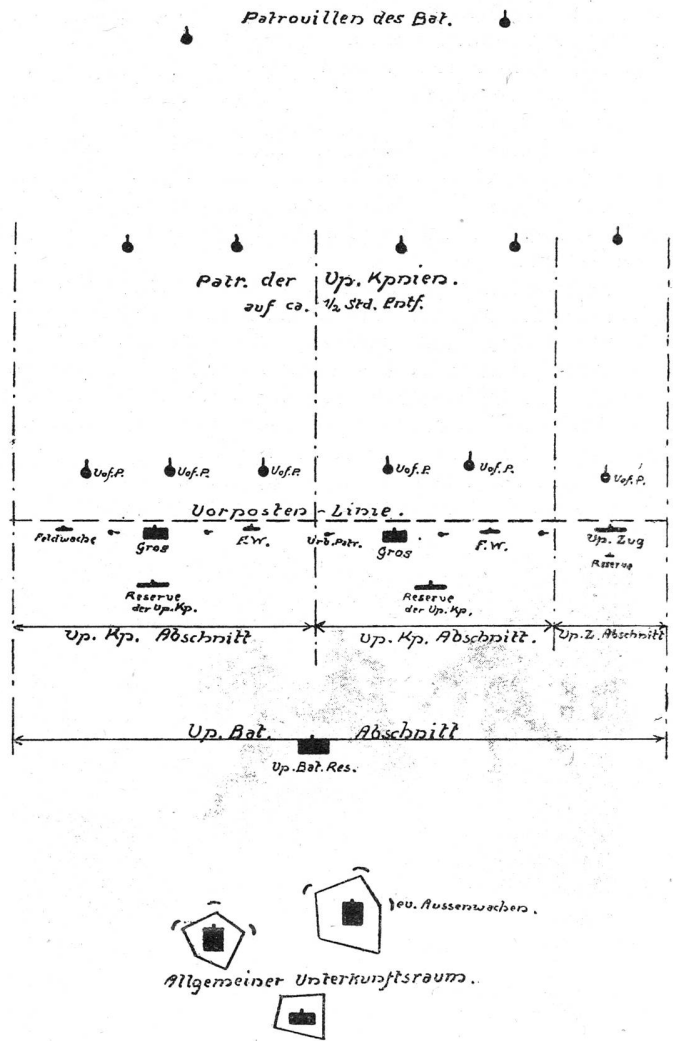 Patrouillen des Bat.
Patr. der Vp. Kpnien.
auf ca. ½ Std. Entf.
Uof.P. Uof.P. Uof.P. Uof.P. Uof.P. Uof.P.
Vorposten-Linie.
Feldwache Gros F.W. Vrb.Patr. Gros F.W. Vp. Zug
Reserve
Reserve
der Vp. Kp.
Reserve
der Vp. Kp.
Vp. Kp. Abschnitt Vp. Kp. Abschnitt. Vp. Z. Abschnitt
Vp. Bat. Abschnitt
Vp. Bat. Res.
ev. Aussenwachen.
Allgemeiner Unterkunftsraum.